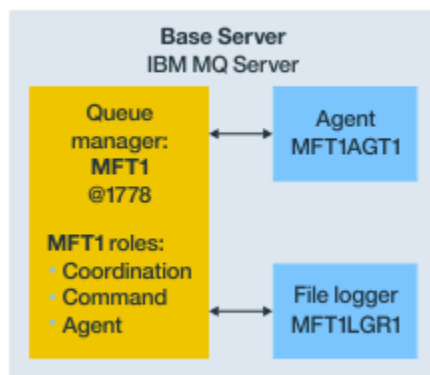 Base Server
IBM MQ Server
Queue
manager:
MFT1
@1778
MFT1 roles:
• Coordination
• Command
• Agent
Agent
MFT1AGT1
File logger
MFT1LGR1